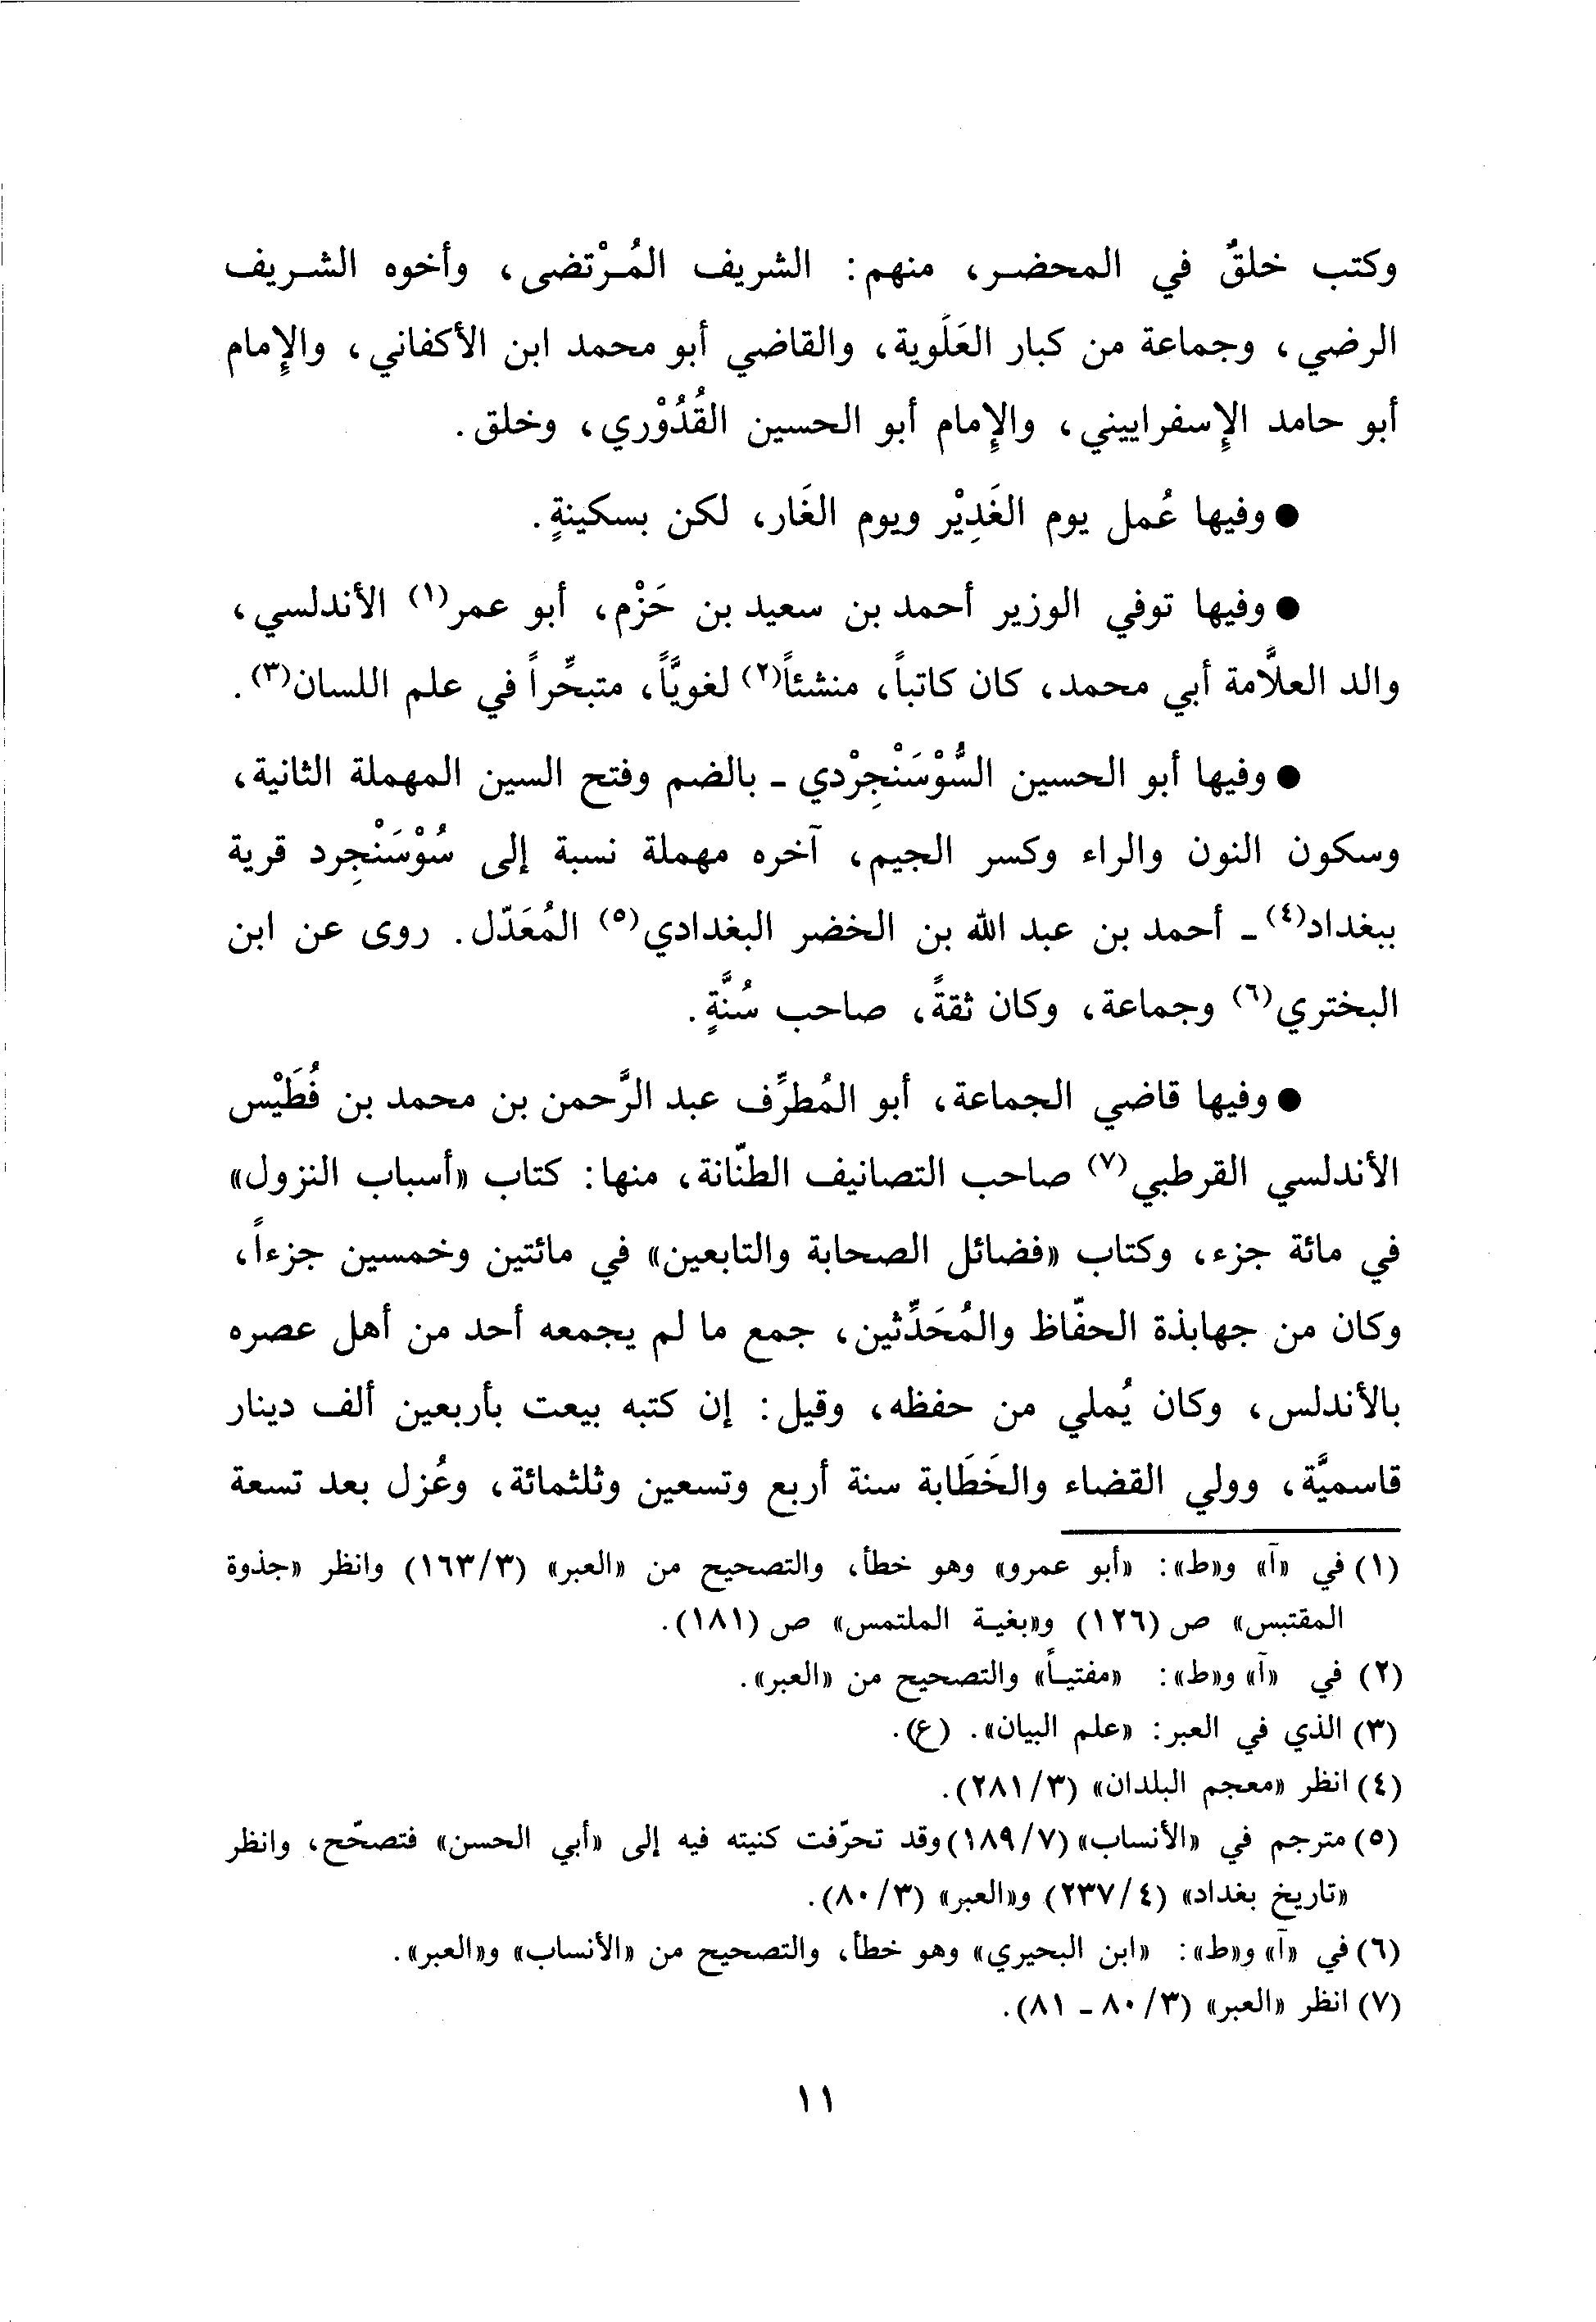 وكتب خلقٌ في المحضر، منهم: الشريف المُرْتضى، وأخوه الشريف
الرضي، وجماعة من كبار العَلَوية، والقاضي أبو محمد ابن الأكفاني، والإِمام
أبو حامد الإِسفراييني، والإِمام أبو الحسين القُدُوْري، وخلق.
● وفيها عُمل يوم الغَدِيْر ويوم الغَار، لكن بسكينةٍ.
● وفيها توفي الوزير أحمد بن سعيد بن حَزْم، أبو عمر(١) الأندلسي،
والد العلاَّمة أبي محمد، كان كاتباً، منشئاً(٢) لغويَّاً، متبحِّراً في علم اللسان(٣).
● وفيها أبو الحسين السُّوْسَنْجِرْدي ـ بالضم وفتح السين المهملة الثانية،
وسكون النون والراء وكسر الجيم، آخره مهملة نسبة إلى سُوْسَنْجِرد قرية
ببغداد(٤) ـ أحمد بن عبد الله بن الخضر البغدادي(٥) المُعَدّل. روى عن ابن
البختري(٦) وجماعة، وكان ثقةً، صاحب سُنَّةٍ.
● وفيها قاضي الجماعة، أبو المُطرِّف عبد الرَّحمن بن محمد بن فُطَيْس
الأندلسي القرطبي(٧) صاحب التصانيف الطنّانة، منها: كتاب «أسباب النزول»
في مائة جزء، وكتاب «فضائل الصحابة والتابعين» في مائتين وخمسين جزءاً،
وكان من جهابذة الحفّاظ والمُحَدِّثين، جمع ما لم يجمعه أحد من أهل عصره
بالأندلس، وكان يُملي من حفظه، وقيل: إن كتبه بيعت بأربعين ألف دينار
قاسميَّة، وولي القضاء والخَطَابة سنة أربع وتسعين وثلثمائة، وعُزل بعد تسعة
(١) في «آ» و«ط»: «أبو عمرو» وهو خطأ، والتصحيح من «العبر» (١٦٣/٣) وانظر «جذوة
المقتبس» ص (١٢٦) و«بغية الملتمس» ص (١٨١).
(٢) في «آ» و«ط»: «مفتياً» والتصحيح من «العبر».
(٣) الذي في العبر: «علم البيان». (ع).
(٤) انظر «معجم البلدان» (٢٨١/٣).
(٥) مترجم في «الأنساب» (١٨٩/٧) وقد تحرّفت كنيته فيه إلى «أبي الحسن» فتصحّح، وانظر
«تاريخ بغداد» (٢٣٧/٤) و«العبر» (٨٠/٣).
(٦) في «آ» و«ط»: «ابن البحيري» وهو خطأ، والتصحيح من «الأنساب» و«العبر».
(٧) انظر «العبر» (٨٠/٣ ـ ٨١).
١١